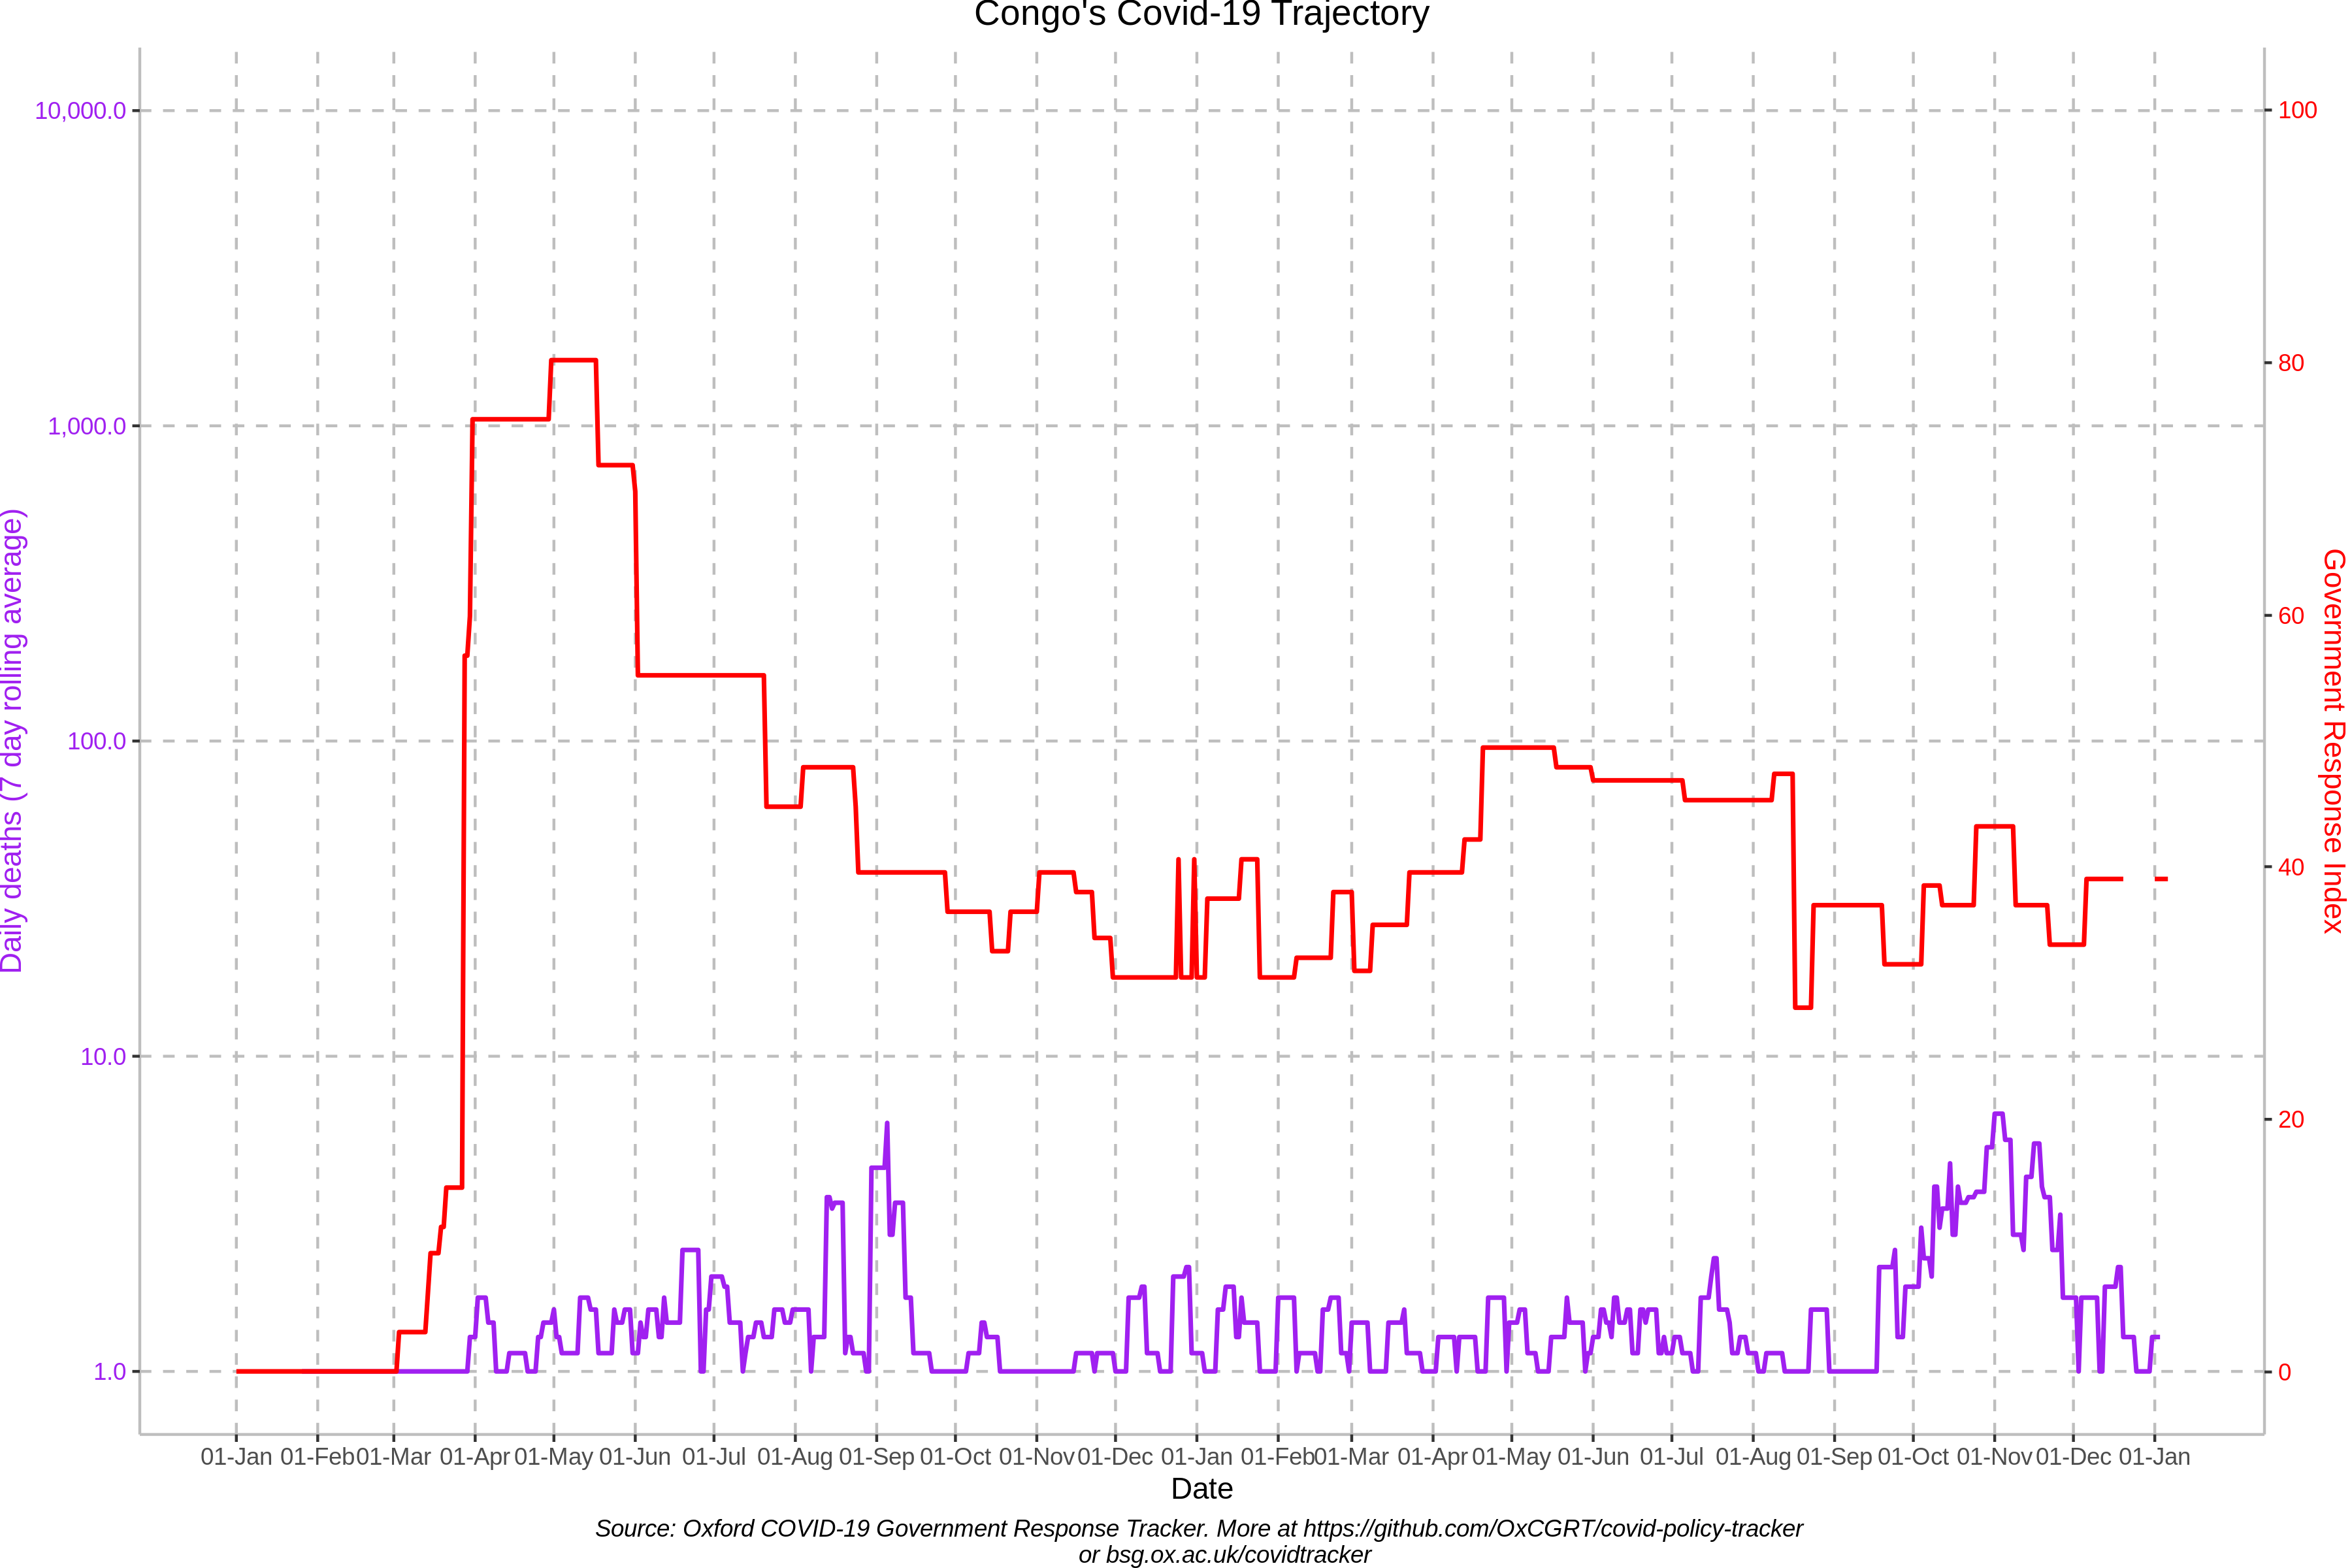 Congo's Covid-19 Trajectory
10,000.0
1,000.0
100.0
10.0
1.0
Daily deaths (7 day rolling average)
100
80
60
40
20
0
Government Response Index
01-Jan 01-Feb 01-Mar 01-Apr 01-May 01-Jun 01-Jul 01-Aug 01-Sep 01-Oct 01-Nov 01-Dec 01-Jan 01-Feb 01-Mar 01-Apr 01-May 01-Jun 01-Jul 01-Aug 01-Sep 01-Oct 01-Nov 01-Dec 01-Jan
Date
Source: Oxford COVID-19 Government Response Tracker. More at https://github.com/OxCGRT/covid-policy-tracker
or bsg.ox.ac.uk/covidtracker